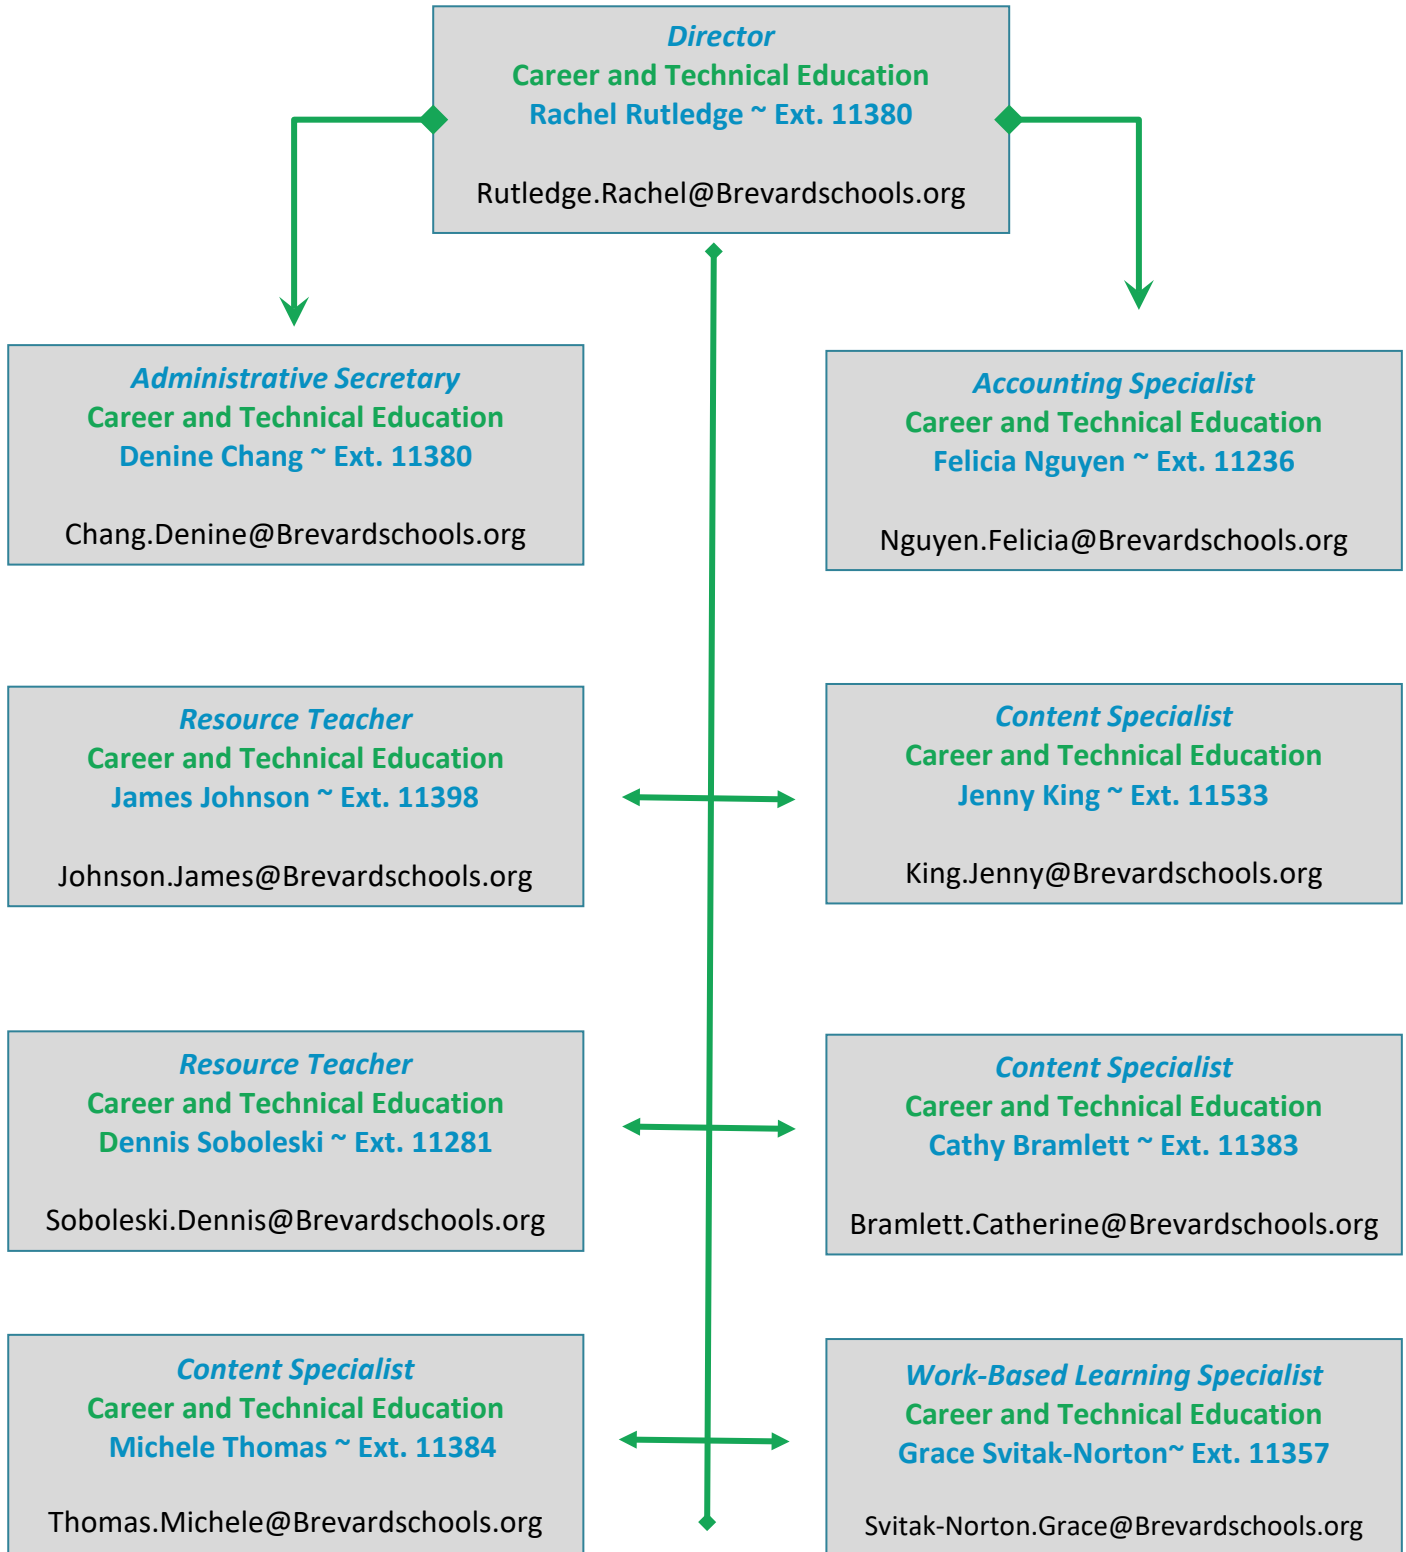 Director
Career and Technical Education
Rachel Rutledge ~ Ext. 11380
Rutledge.Rachel@Brevardschools.org
Administrative Secretary
Career and Technical Education
Denine Chang ~ Ext. 11380
Chang.Denine@Brevardschools.org
Accounting Specialist
Career and Technical Education
Felicia Nguyen ~ Ext. 11236
Nguyen.Felicia@Brevardschools.org
Resource Teacher
Career and Technical Education
James Johnson ~ Ext. 11398
Johnson.James@Brevardschools.org
Content Specialist
Career and Technical Education
Jenny King ~ Ext. 11533
King.Jenny@Brevardschools.org
Resource Teacher
Career and Technical Education
Dennis Soboleski ~ Ext. 11281
Soboleski.Dennis@Brevardschools.org
Content Specialist
Career and Technical Education
Cathy Bramlett ~ Ext. 11383
Bramlett.Catherine@Brevardschools.org
Content Specialist
Career and Technical Education
Michele Thomas ~ Ext. 11384
Thomas.Michele@Brevardschools.org
Work-Based Learning Specialist
Career and Technical Education
Grace Svitak-Norton~ Ext. 11357
Svitak-Norton.Grace@Brevardschools.org